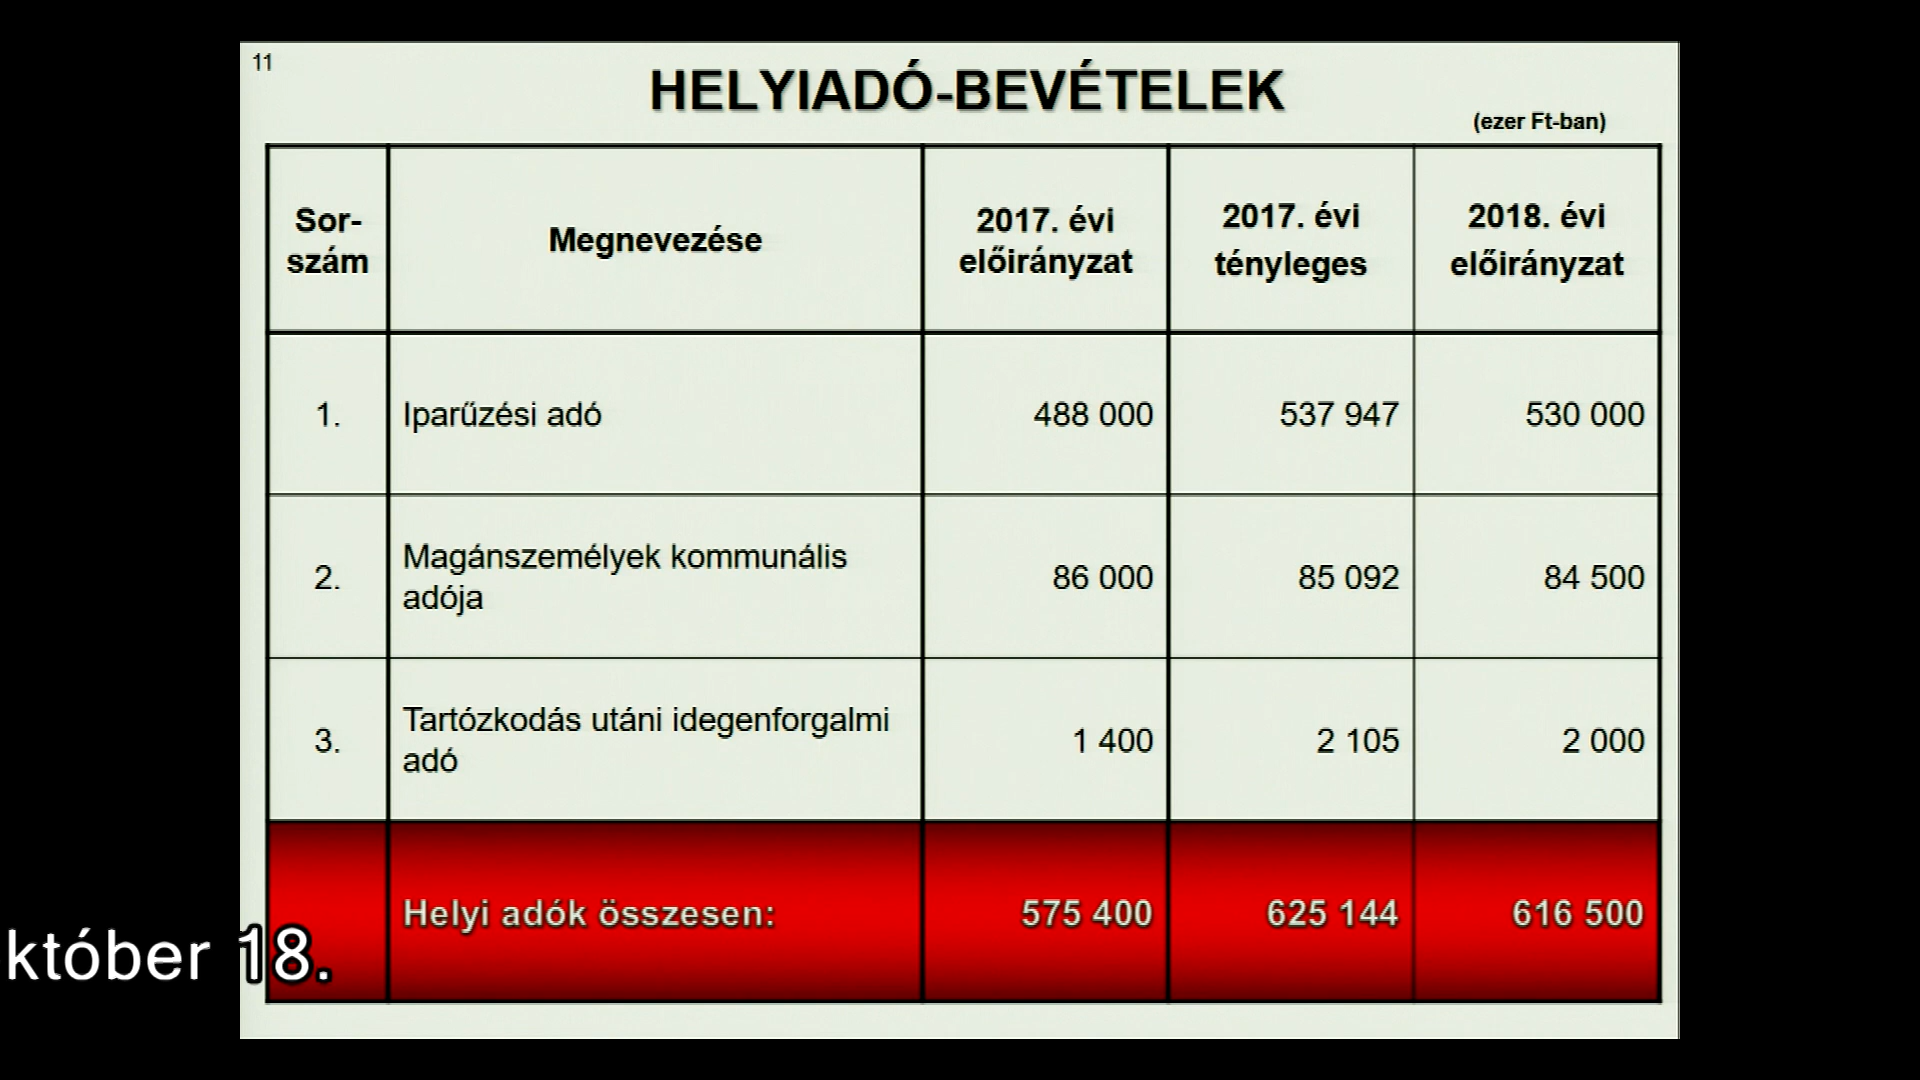 11
HELYIADÓ-BEVÉTELEK
(ezer Ft-ban)
Sor-
szám
Megnevezése
2017. évi
előirányzat
2017. évi
tényleges
2018. évi
előirányzat
1. Iparűzési adó 488 000 537 947 530 000
2. Magánszemélyek kommunális
adója 86 000 85 092 84 500
3. Tartózkodás utáni idegenforgalmi
adó 1 400 2 105 2 000
Helyi adók összesen: 575 400 625 144 616 500
któber 18.